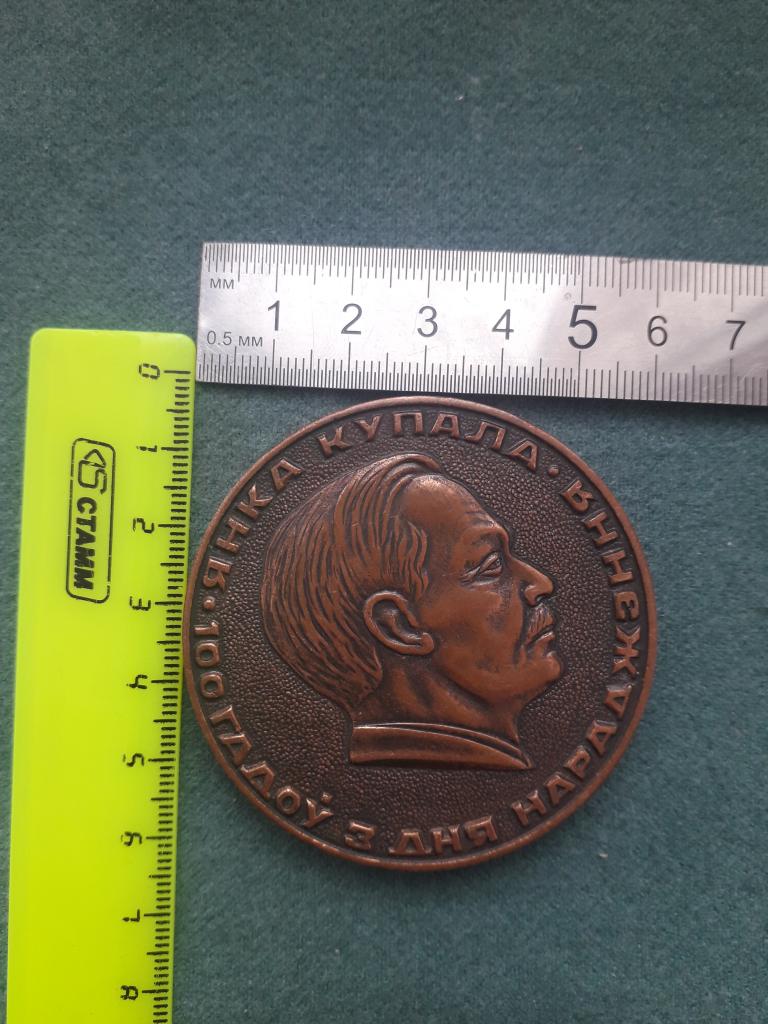 мм
1 2 3 4 5 6 7
0.5 мм
0 1 2 3 4 5 6 7 8
СТАММ
ЯНКА КУПАЛА
100 ГАДОЎ З ДНЯ НАРАДЖЭННЯ